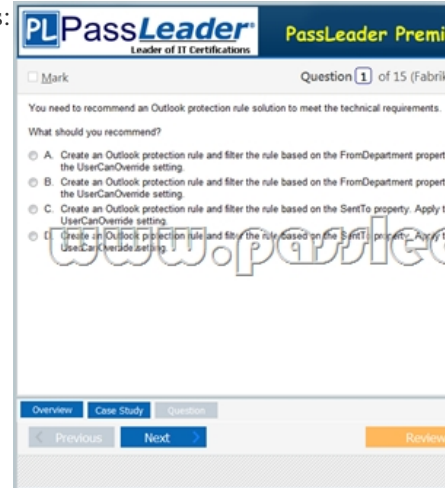 s:
PL PassLeader®
Leader of IT Certifications
PassLeader Premi
Mark
Question 1 of 15 (Fabrik
You need to recommend an Outlook protection rule solution to meet the technical requirements.
What should you recommend?
A. Create an Outlook protection rule and filter the rule based on the FromDepartment propert
the UserCanOverride setting.
B. Create an Outlook protection rule and filter the rule based on the FromDepartment propert
the UserCanOverride setting.
C. Create an Outlook protection rule and filter the rule based on the SentTo property. Apply t
UserCanOverride setting.
D. Create an Outlook protection rule and filter the rule based on the SentTo property. Apply t
UserCanOverride setting.
www.passlea
Overview Case Study Question
Previous Next Review